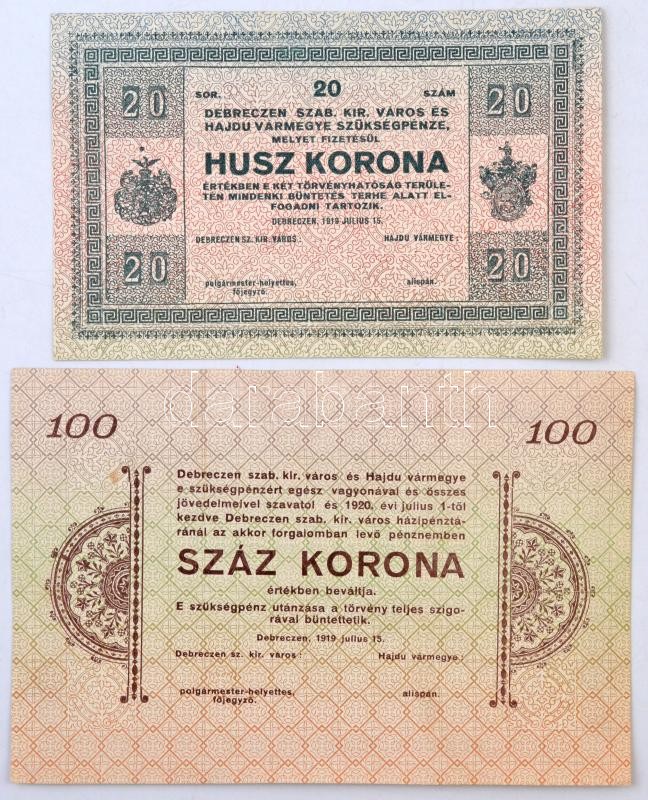 20 20
SOR. 20 SZÁM
DEBRECZEN SZAB. KIR. VÁROS ÉS
HAJDU VÁRMEGYE SZÜKSÉGPÉNZE,
MELYET FIZETÉSÜL
HUSZ KORONA
ÉRTÉKBEN E KÉT TÖRVÉNYHATÓSÁG TERÜLE-
TÉN MINDENKI BÜNTETÉS TERHE ALATT EL-
FOGADNI TARTOZIK.
DEBRECZEN, 1919 JULIUS 15.
DEBRECZEN SZ. KIR. VÁROS: HAJDU VÁRMEGYE:
20 20
polgármester-helyettes, alispán.
főjegyző.
darabanth
100 100
Debreczen szab. kir. város és Hajdu vármegye
e szükségpénzért egész vagyonával és összes
jövedelmeivel szavatol és 1920. évi julius 1-től
kezdve Debreczen szab. kir. város házipénztá-
ránál az akkor forgalomban levő pénznemben
SZÁZ KORONA
értékben beváltja.
E szükségpénz utánzása a törvény teljes szigo-
rával büntettetik.
Debreczen, 1919 julius 15.
Debreczen sz. kir. város: Hajdu vármegye:
polgármester-helyettes, alispán.
főjegyző.